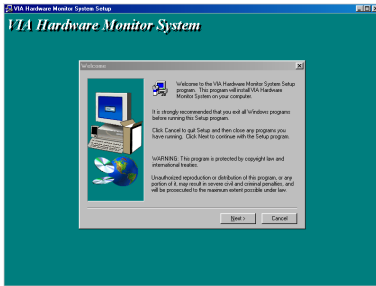 VIA Hardware Monitor System Setup
VIA Hardware Monitor System
Welcome
Welcome to the VIA Hardware Monitor System Setup
program. This program will install VIA Hardware
Monitor System on your computer.
It is strongly recommended that you exit all Windows programs
before running this Setup program.
Click Cancel to quit Setup and then close any programs you
have running. Click Next to continue with the Setup program.
WARNING: This program is protected by copyright law and
international treaties.
Unauthorized reproduction or distribution of this program, or any
portion of it, may result in severe civil and criminal penalties, and
will be prosecuted to the maximum extent possible under law.
Next >
Cancel